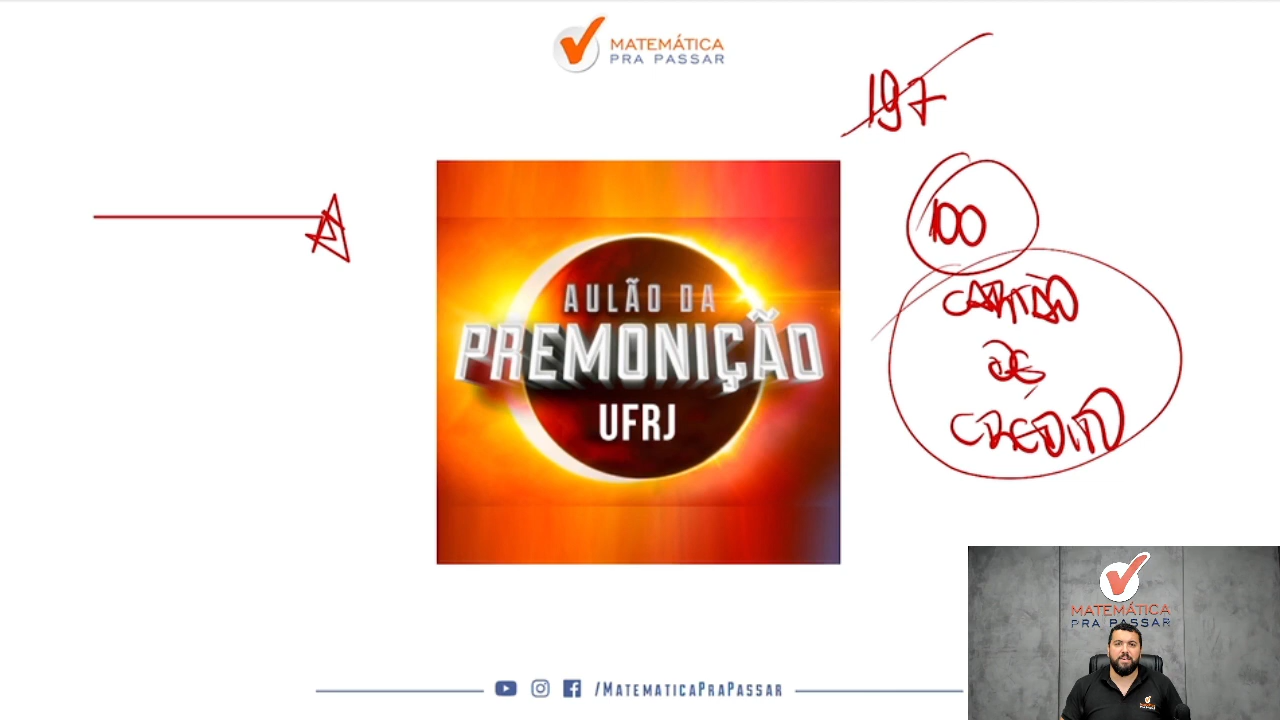 MATEMÁTICA
PRA PASSAR
197
100
CARTÃO
DE
CRÉDITO
AULÃO DA
PREMONIÇÃO
UFRJ
MATEMÁTICA
PRA PASSAR
/MATEMATICAPRAPASSAR